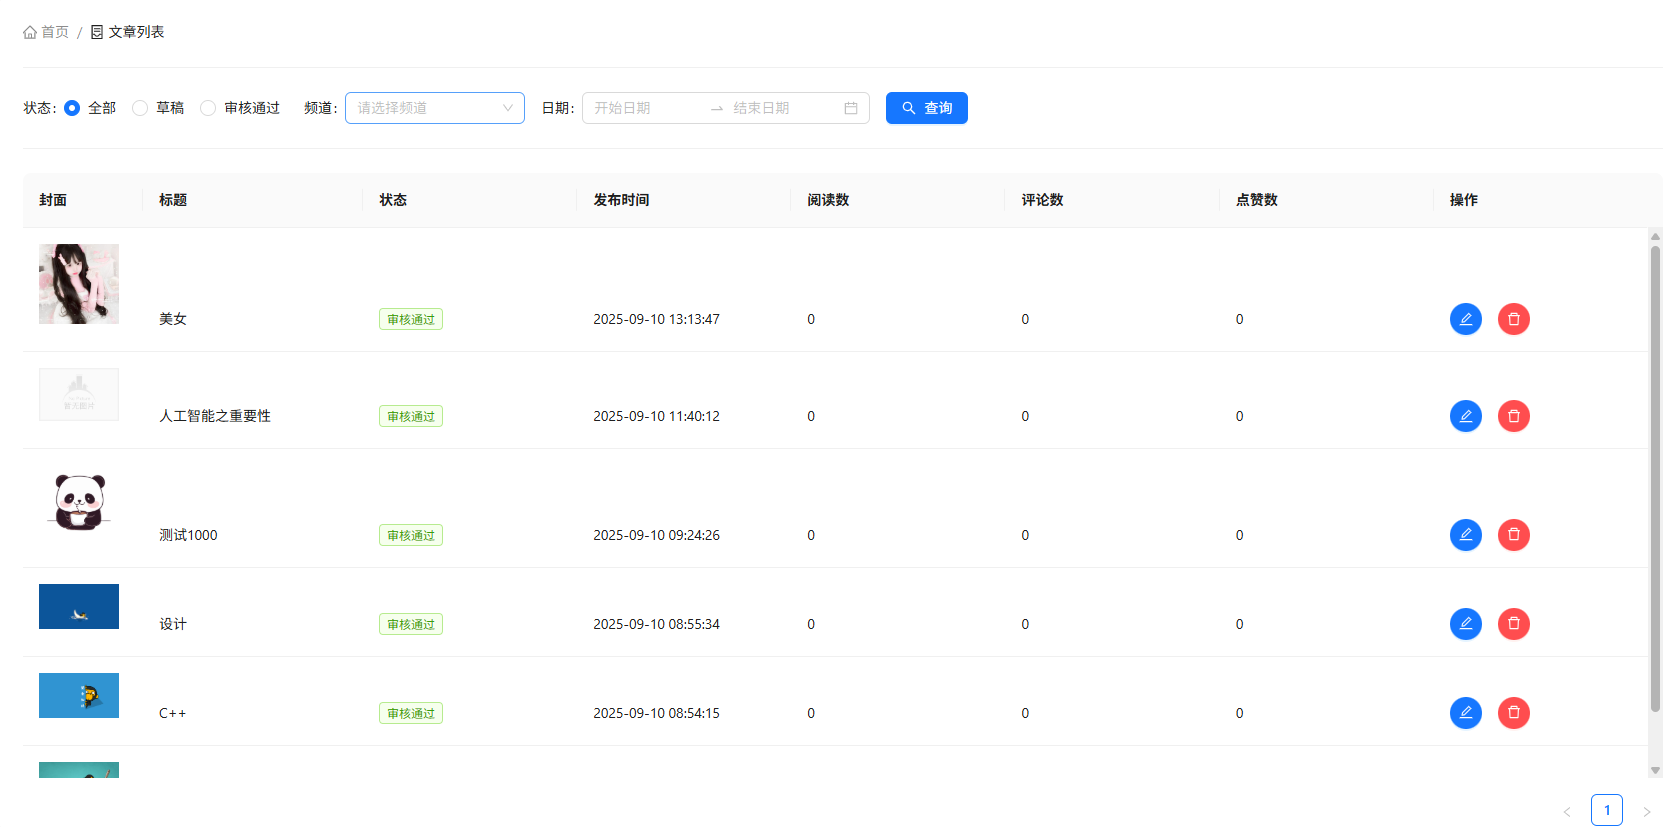 首页 / 文章列表
状态: 全部 草稿 审核通过 频道: 请选择频道 日期: 开始日期 结束日期 查询
封面 标题 状态 发布时间 阅读数 评论数 点赞数 操作
美女 审核通过 2025-09-10 13:13:47 0 0 0
暂无图片
人工智能之重要性 审核通过 2025-09-10 11:40:12 0 0 0
测试1000 审核通过 2025-09-10 09:24:26 0 0 0
设计 审核通过 2025-09-10 08:55:34 0 0 0
C++ 审核通过 2025-09-10 08:54:15 0 0 0
1